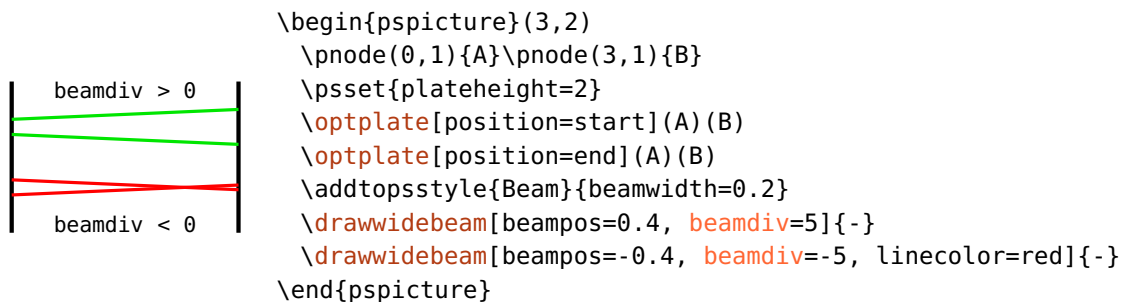 beamdiv > 0
beamdiv < 0
\begin{pspicture}(3,2)
  \pnode(0,1){A}\pnode(3,1){B}
  \psset{plateheight=2}
  \optplate[position=start](A)(B)
  \optplate[position=end](A)(B)
  \addtopsstyle{Beam}{beamwidth=0.2}
  \drawwidebeam[beampos=0.4, beamdiv=5]{-}
  \drawwidebeam[beampos=-0.4, beamdiv=-5, linecolor=red]{-}
\end{pspicture}